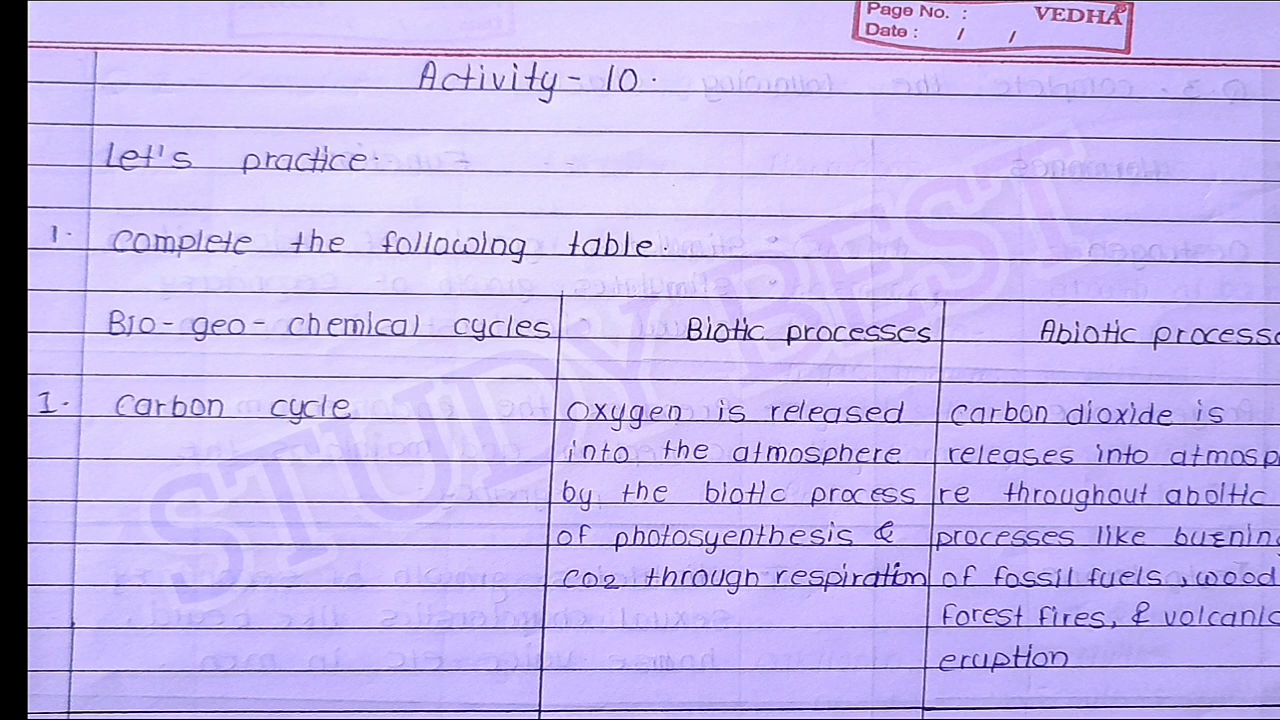 Page No. : VEDHA
Date : / /
Activity - 10.
Let's practice.
1. complete the following table.
Bio-geo-chemical cycles Biotic processes Abiotic process
1. carbon cycle oxygen is released carbon dioxide is
into the atmosphere releases into atmosp
by the biotic process re throughout aboitic
of photosyenthesis & processes like burnin
CO2 through respiration of fossil fuels, wood
forest fires, & volcanic
eruption
STUDY BEST